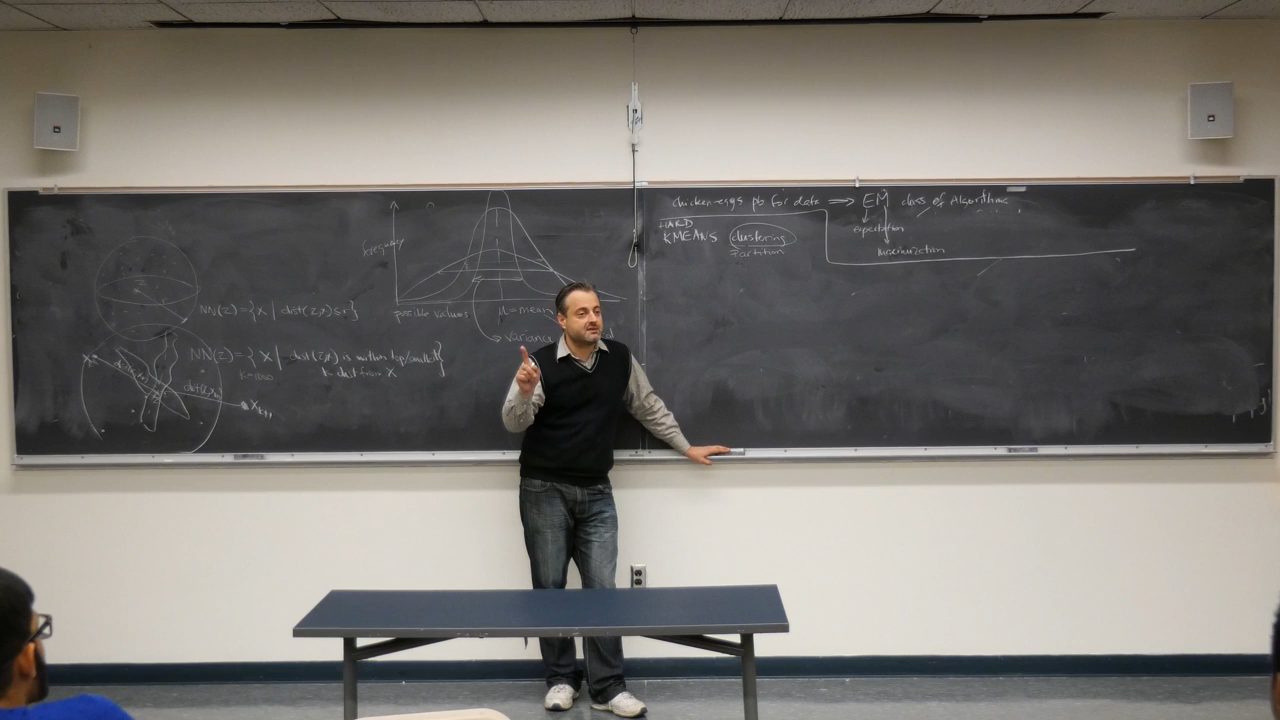 frequency
possible values
μ = mean
variance
NN(z) = { x | dist(z,x) ≤ r }
NN(z) = { x | dist(z,x) is within top/smallest }
k-dist from x
dist(z,x
X
chicken-eggs pb for data ⇒ EM class of Algorithms
expectation
HARD
KMEANS clustering
Partition